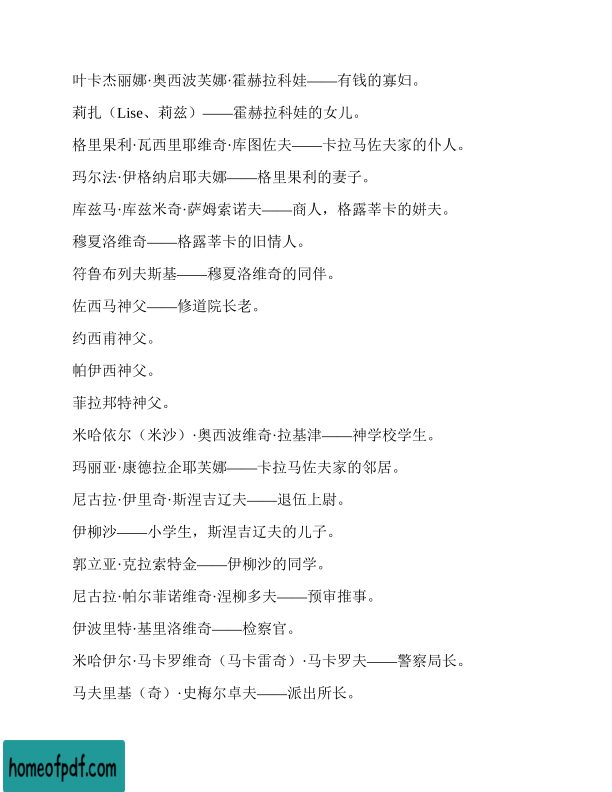 叶卡杰丽娜·奥西波芙娜·霍赫拉科娃——有钱的寡妇。
莉扎（Lise、莉兹）——霍赫拉科娃的女儿。
格里果利·瓦西里耶维奇·库图佐夫——卡拉马佐夫家的仆人。
玛尔法·伊格纳启耶夫娜——格里果利的妻子。
库兹马·库兹米奇·萨姆索诺夫——商人，格露莘卡的姘夫。
穆夏洛维奇——格露莘卡的旧情人。
符鲁布列夫斯基——穆夏洛维奇的同伴。
佐西马神父——修道院长老。
约西甫神父。
帕伊西神父。
菲拉邦特神父。
米哈依尔（米沙）·奥西波维奇·拉基津——神学校学生。
玛丽亚·康德拉企耶芙娜——卡拉马佐夫家的邻居。
尼古拉·伊里奇·斯涅吉辽夫——退伍上尉。
伊柳沙——小学生，斯涅吉辽夫的儿子。
郭立亚·克拉索特金——伊柳沙的同学。
尼古拉·帕尔菲诺维奇·涅柳多夫——预审推事。
伊波里特·基里洛维奇——检察官。
米哈伊尔·马卡罗维奇（马卡雷奇）·马卡罗夫——警察局长。
马夫里基（奇）·史梅尔卓夫——派出所长。
homeofpdf.com